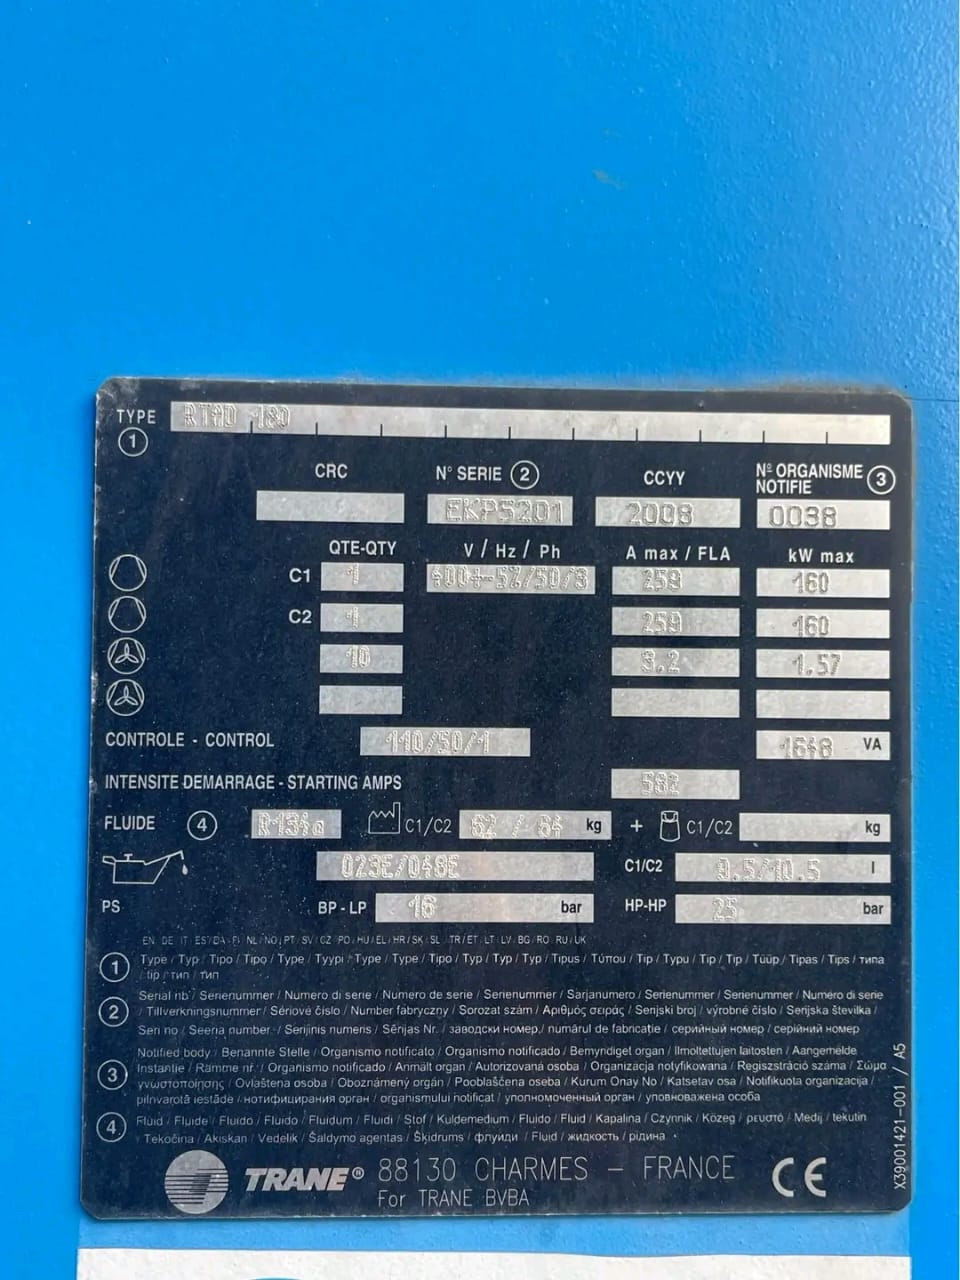 TYPE RTAD 180
1
CRC N° SERIE 2 CCYY Nº ORGANISME NOTIFIE 3
EKP5201 2008 0038
QTE-QTY V / Hz / Ph A max / FLA kW max
C1 1 400+-5%/50/3 259 160
C2 1 259 160
10 3.2 1.57
CONTROLE - CONTROL 110/50/1 1648 VA
INTENSITE DEMARRAGE - STARTING AMPS 582
FLUIDE 4 R134a C1/C2 62 / 64 kg + C1/C2 kg
023E/048E C1/C2 9.5/10.5 l
PS BP - LP 16 bar HP-HP 25 bar
EN DE IT ES/DA FI NL/NO/PT/SV/CZ PO/HU/EL/HR/SK/SL TR/ET LT LV BG/RO RU/UK
1 Type / Typ / Tipo / Tipo / Type / Tyypi / Type / Type / Tipo / Typ / Typ / Typ / Tipus / Τύπου / Tip / Typu / Tip / Tip / Tüüp / Tipas / Tips / типа
/ tip / тип / тип
2 Serial nb / Serienummer / Numero di serie / Numero de serie / Serienummer / Sarjanumero / Serienummer / Serienummer / Numero di serie
/ Tillverkningsnummer / Sériové číslo / Number fabryczny / Sorozat szám / Αριθμός σειράς / Serijski broj / výrobné číslo / Serijska številka /
Seri no / Seeria number / Serijinis numeris / Sērijas Nr. / заводски номер,/ numărul de fabricaţie / серийный номер / серійний номер
3 Notified body / Benannte Stelle / Organismo notificato / Organismo notificado / Bemyndiget organ / Ilmoitettujen laitosten / Aangemelde
Instantie / Ramme nr / Organismo notificado / Anmält organ / Autorizovaná osoba / Organizacja notyfikowana / Regisztráció száma / Σώμα
γνωστοποίησης / Ovlaštena osoba / Oboznámený orgán / Pooblaščena oseba / Kurum Onay No / Katsetav osa / Notifikuota organizacija /
pilnvarotā iestāde / нотифицирания орган / organismului notificat / уполномоченный орган / уповноважена особа
4 Fluid / Fluide / Fluido / Fluido / Fluidum / Fluidi / Stof / Kuldemedium / Fluido / Fluid / Kapalina / Czynnik / Közeg / ρευστό / Medij / tekutin
/ Tekočina / Akiskan / Vedelik / Šaldymo agentas / Šķidrums / флуиди / Fluid / жидкость / рідина
TRANE® 88130 CHARMES - FRANCE
For TRANE BVBA
CE
X39001421-001 / A5